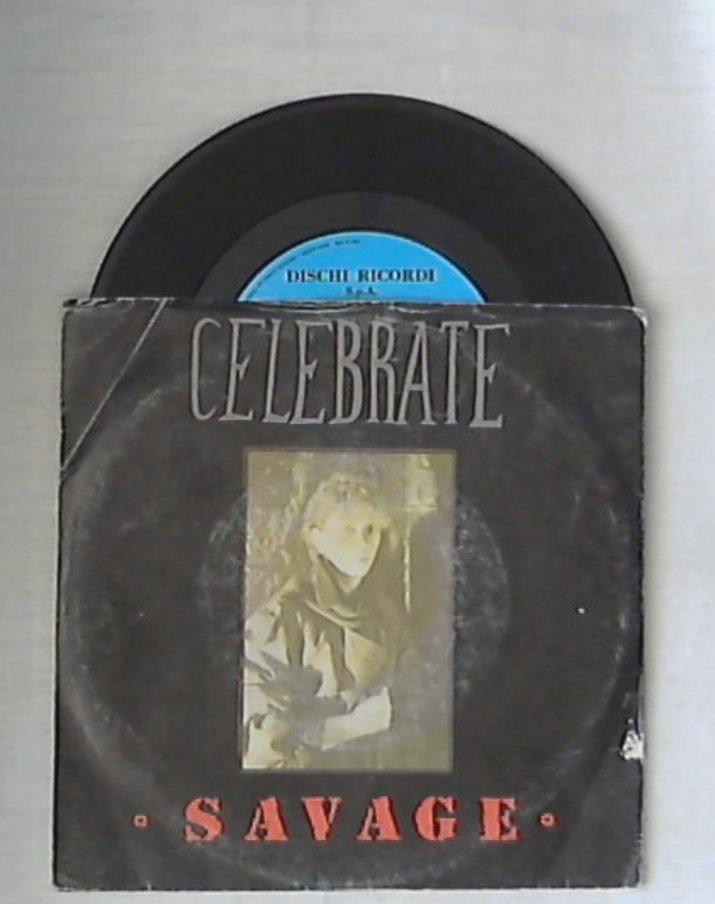 DISCHI RICORDI
S.p.A.
CELEBRATE
SAVAGE